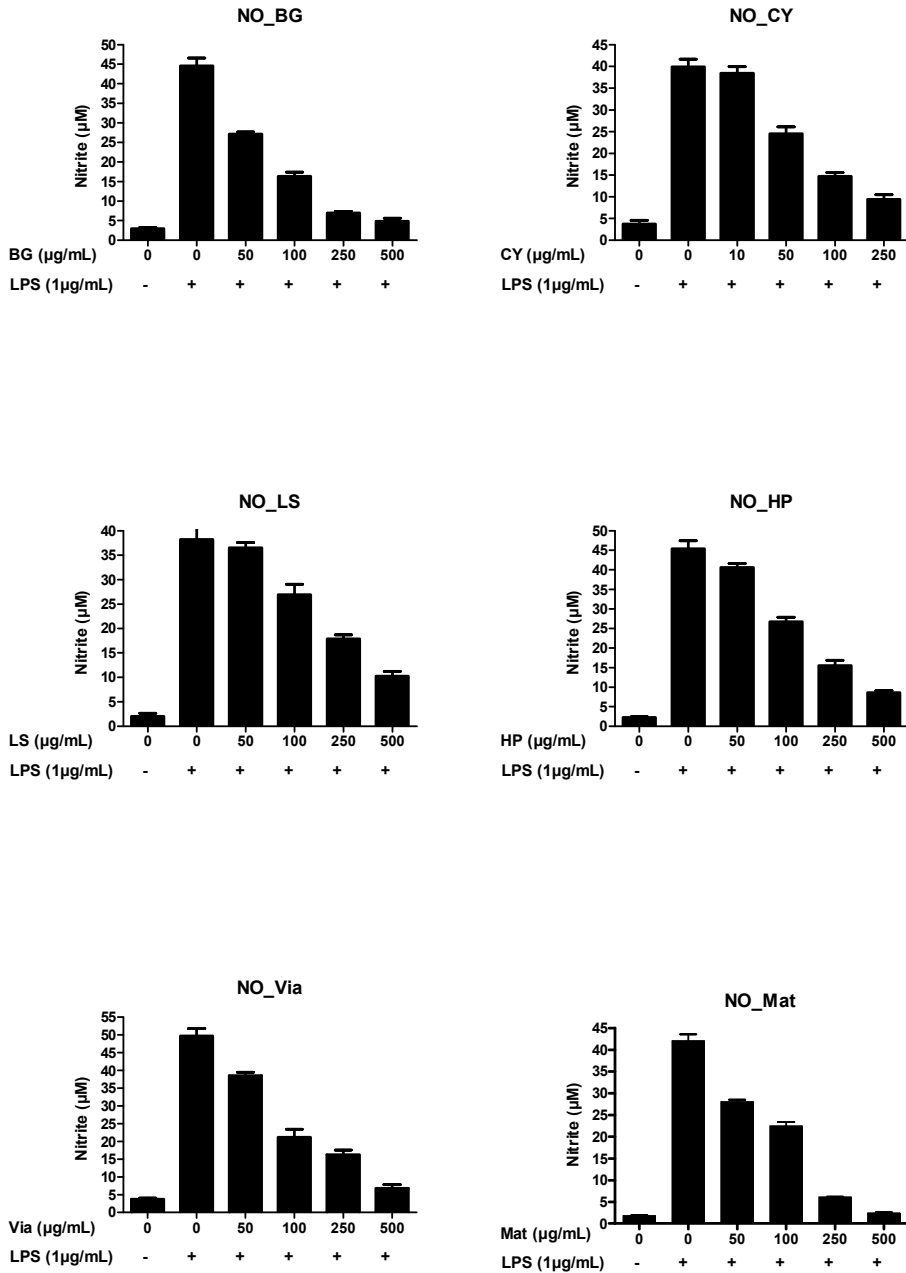 NO_BG
50
45
40
35
30
25
20
15
10
5
0
Nitrite (µM)
BG (µg/mL) 0 0 50 100 250 500
LPS (1µg/mL) - + + + + +
NO_CY
45
40
35
30
25
20
15
10
5
0
Nitrite (µM)
CY (µg/mL) 0 0 10 50 100 250
LPS (1µg/mL) - + + + + +
NO_LS
40
35
30
25
20
15
10
5
0
Nitrite (µM)
LS (µg/mL) 0 0 50 100 250 500
LPS (1µg/mL) - + + + + +
NO_HP
50
45
40
35
30
25
20
15
10
5
0
Nitrite (µM)
HP (µg/mL) 0 0 50 100 250 500
LPS (1µg/mL) - + + + + +
NO_Via
55
50
45
40
35
30
25
20
15
10
5
0
Nitrite (µM)
Via (µg/mL) 0 0 50 100 250 500
LPS (1µg/mL) - + + + + +
NO_Mat
45
40
35
30
25
20
15
10
5
0
Nitrite (µM)
Mat (µg/mL) 0 0 50 100 250 500
LPS (1µg/mL) - + + + + +